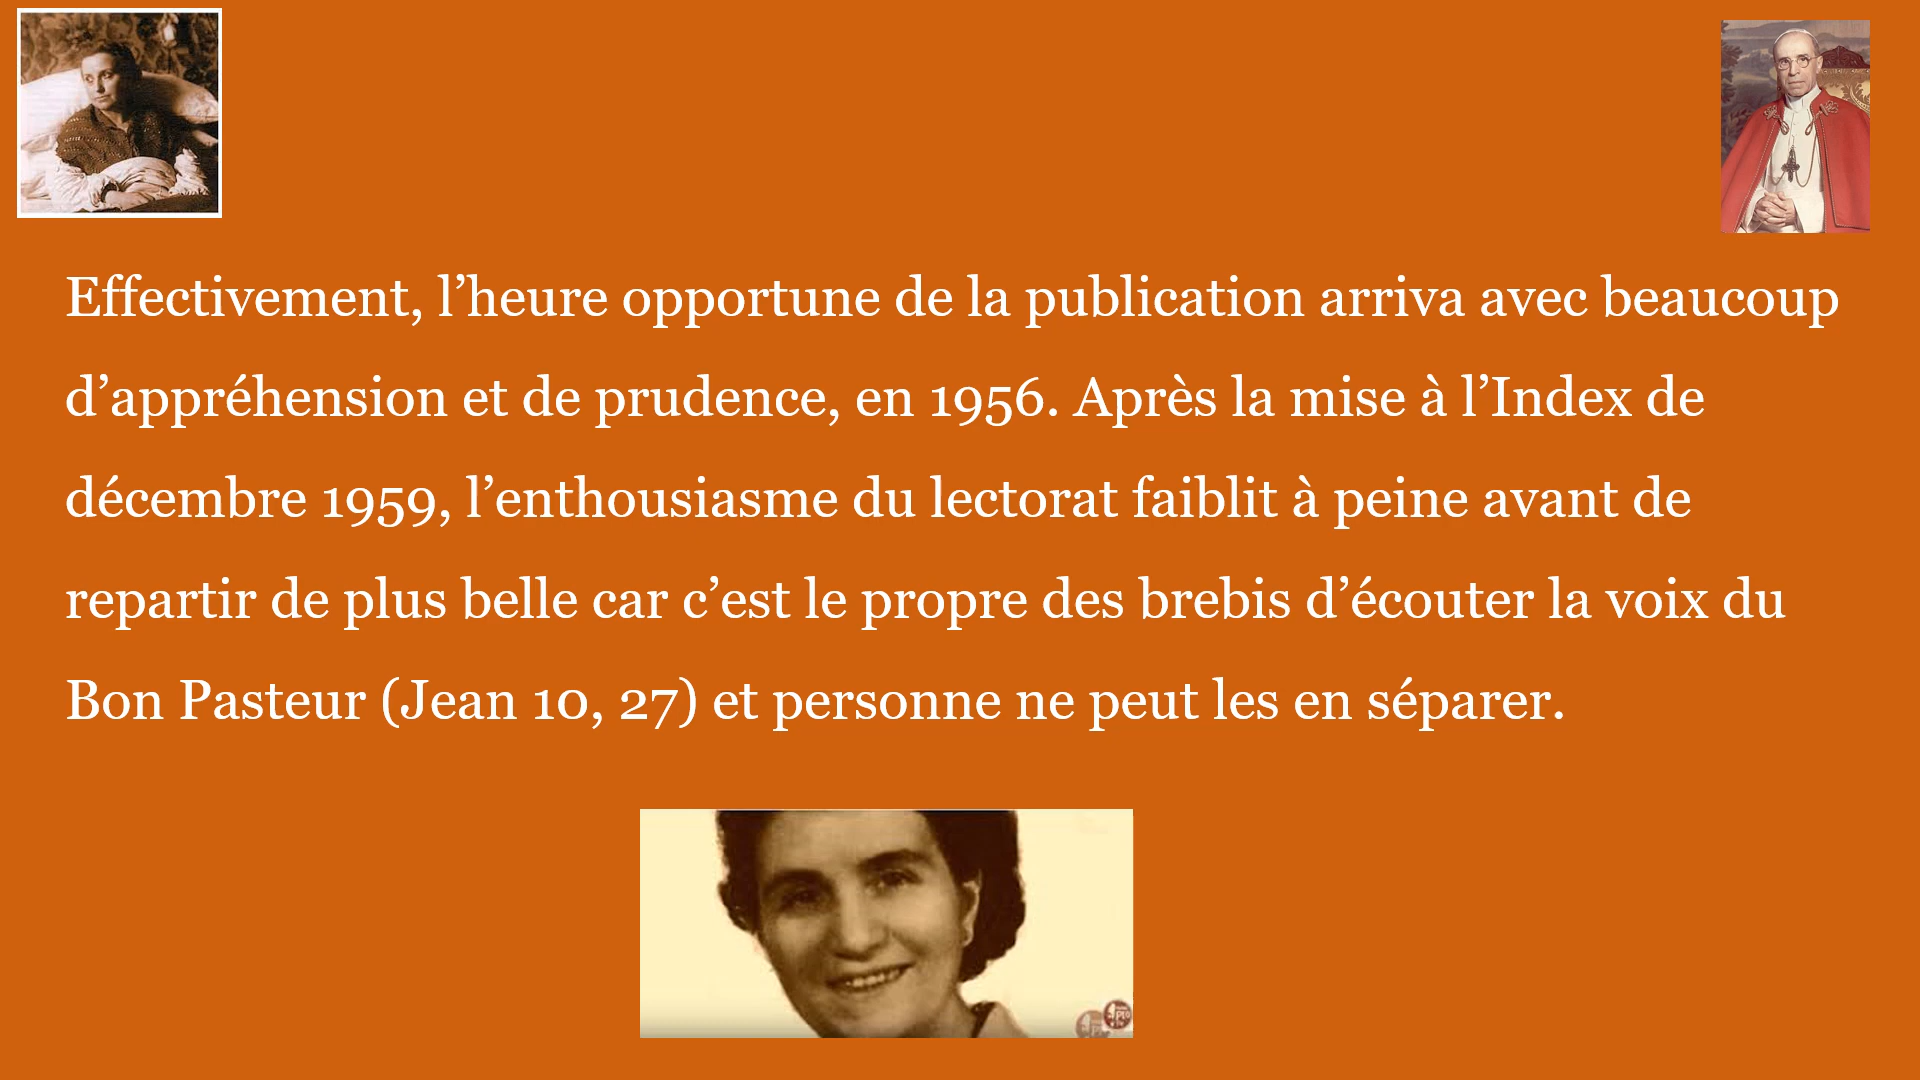 Effectivement, l’heure opportune de la publication arriva avec beaucoup
d’appréhension et de prudence, en 1956. Après la mise à l’Index de
décembre 1959, l’enthousiasme du lectorat faiblit à peine avant de
repartir de plus belle car c’est le propre des brebis d’écouter la voix du
Bon Pasteur (Jean 10, 27) et personne ne peut les en séparer.